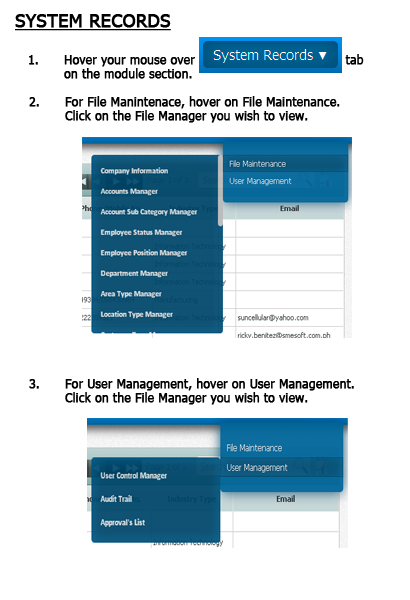 SYSTEM RECORDS
1. Hover your mouse over System Records ▼ tab
on the module section.
2. For File Manintenace, hover on File Maintenance.
Click on the File Manager you wish to view.
File Maintenance
User Management
Company Information
Accounts Manager
Account Sub Category Manager
Employee Status Manager
Employee Position Manager
Department Manager
Area Type Manager
Location Type Manager
Email
suncellular@yahoo.com
ricky.benitez@smesoft.com.ph
3. For User Management, hover on User Management.
Click on the File Manager you wish to view.
File Maintenance
User Management
User Control Manager
Audit Trail
Approval's List
Industry Type
Email
Information Technology